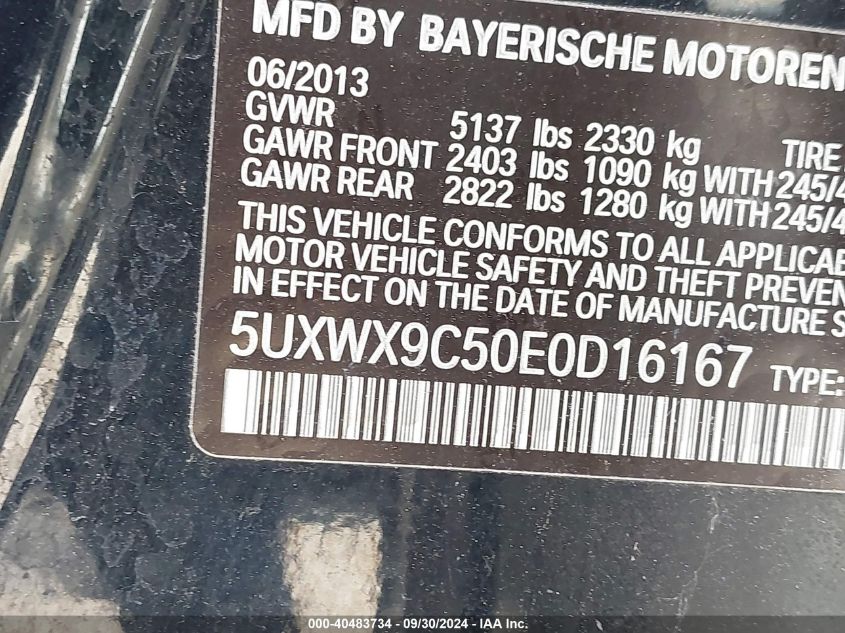 MFD BY BAYERISCHE MOTOREN
06/2013
GVWR 5137 lbs 2330 kg TIRE
GAWR FRONT 2403 lbs 1090 kg WITH 245/4
GAWR REAR 2822 lbs 1280 kg WITH 245/4
THIS VEHICLE CONFORMS TO ALL APPLICAB
MOTOR VEHICLE SAFETY AND THEFT PREVEN
IN EFFECT ON THE DATE OF MANUFACTURE S
5UXWX9C50E0D16167 TYPE:
000-40483734 - 09/30/2024 - IAA Inc.